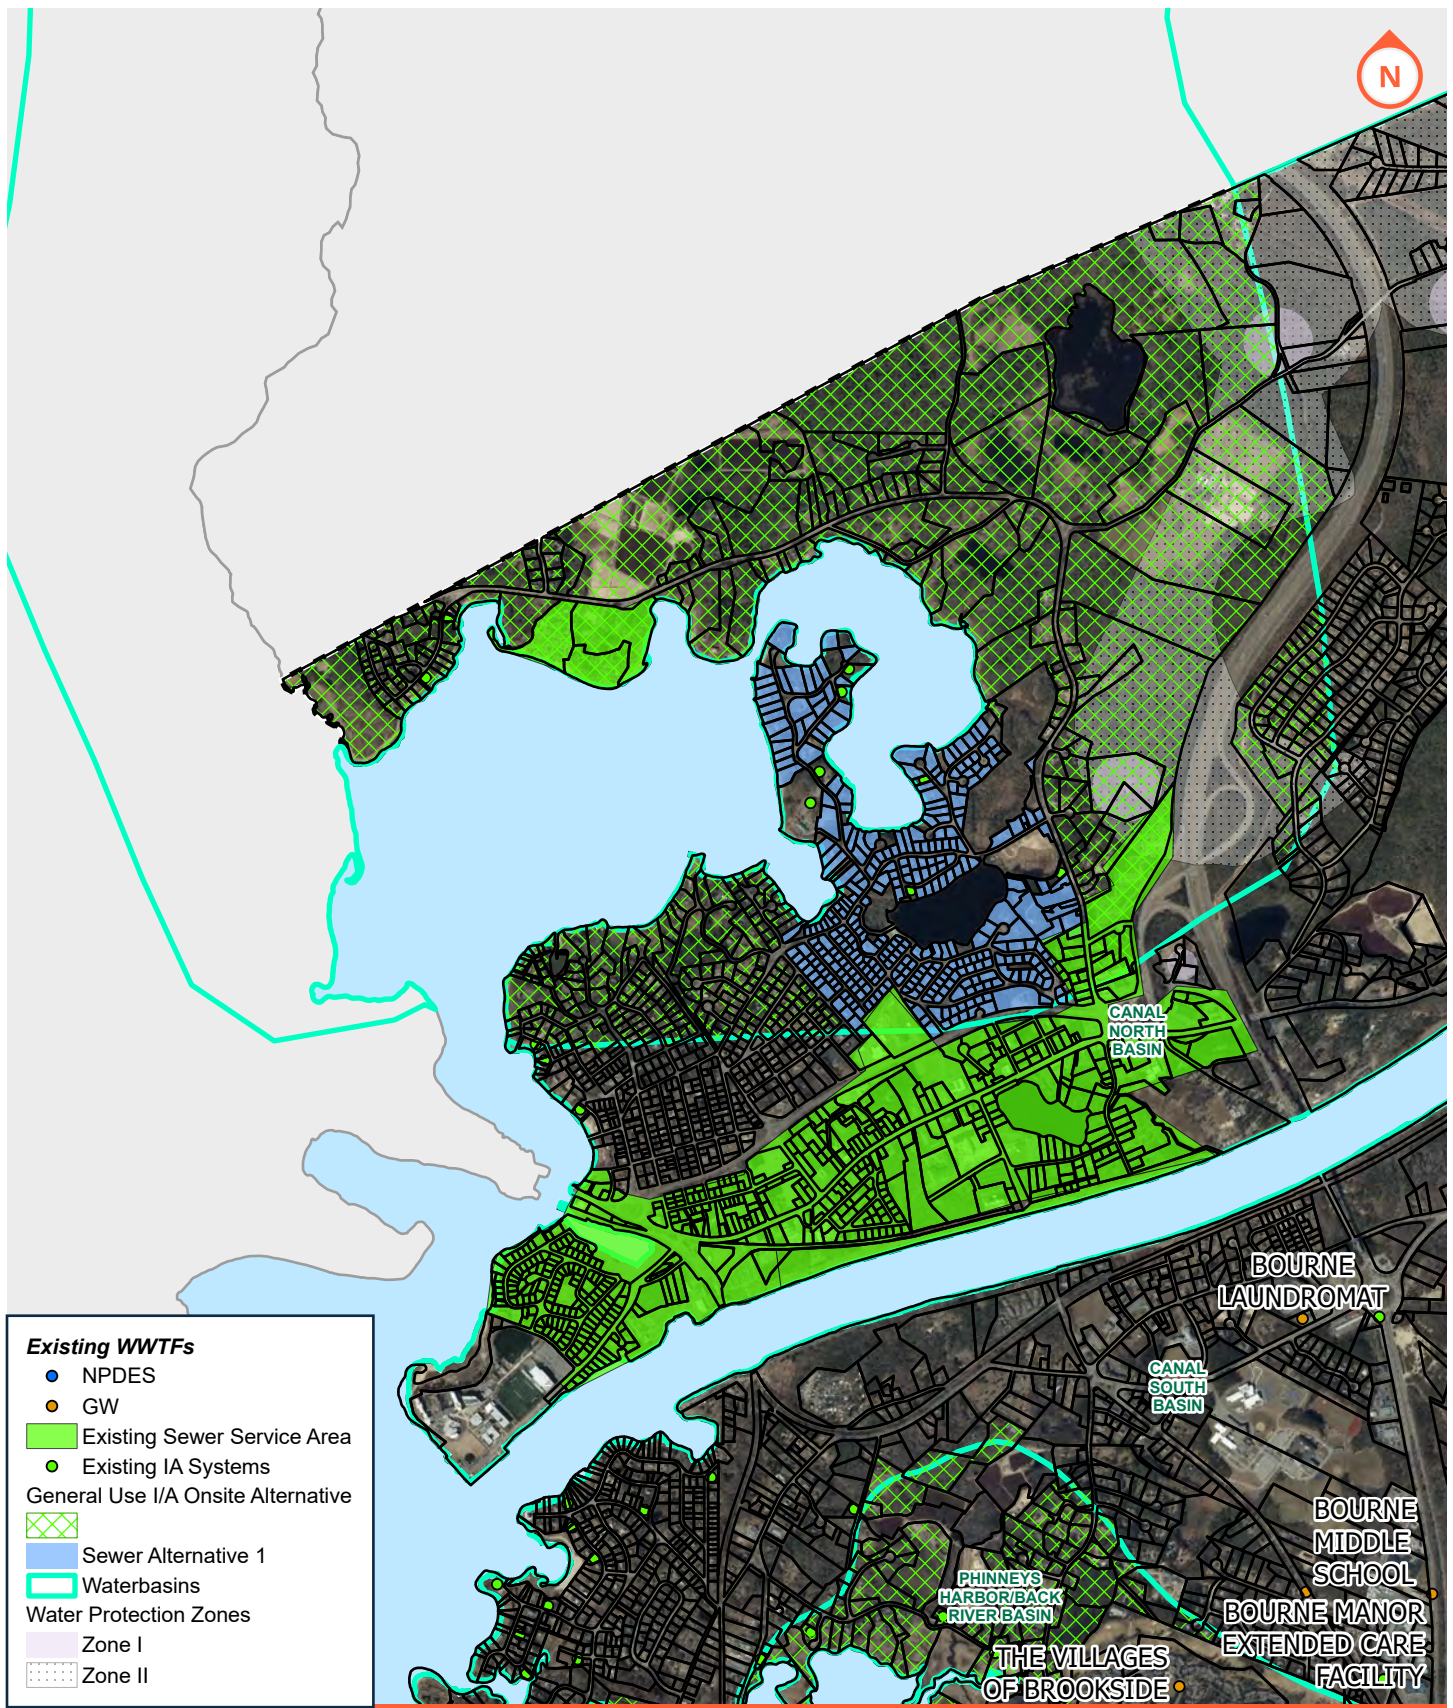 N
CANAL
NORTH
BASIN
BOURNE
LAUNDROMAT
CANAL
SOUTH
BASIN
BOURNE
MIDDLE
SCHOOL
PHINNEYS
HARBOR/BACK
RIVER BASIN
BOURNE MANOR
EXTENDED CARE
FACILITY
THE VILLAGES
OF BROOKSIDE
Existing WWTFs
NPDES
GW
Existing Sewer Service Area
Existing IA Systems
General Use I/A Onsite Alternative
Sewer Alternative 1
Waterbasins
Water Protection Zones
Zone I
Zone II